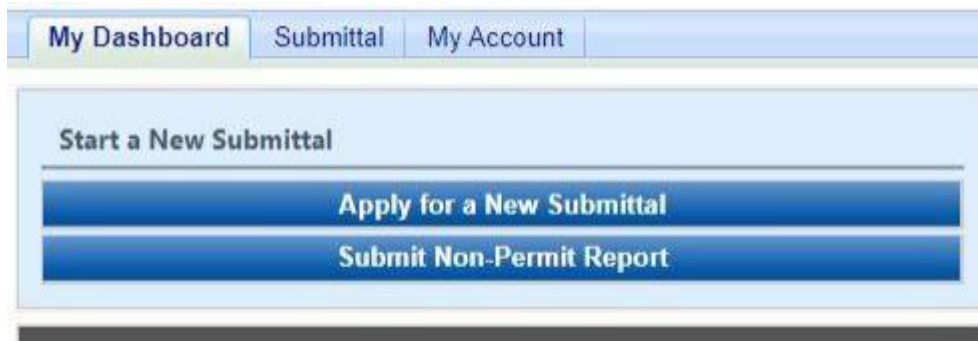 My Dashboard Submittal My Account
Start a New Submittal
Apply for a New Submittal
Submit Non-Permit Report